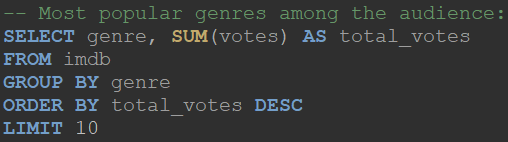 -- Most popular genres among the audience:
SELECT genre, SUM(votes) AS total_votes
FROM imdb
GROUP BY genre
ORDER BY total_votes DESC
LIMIT 10